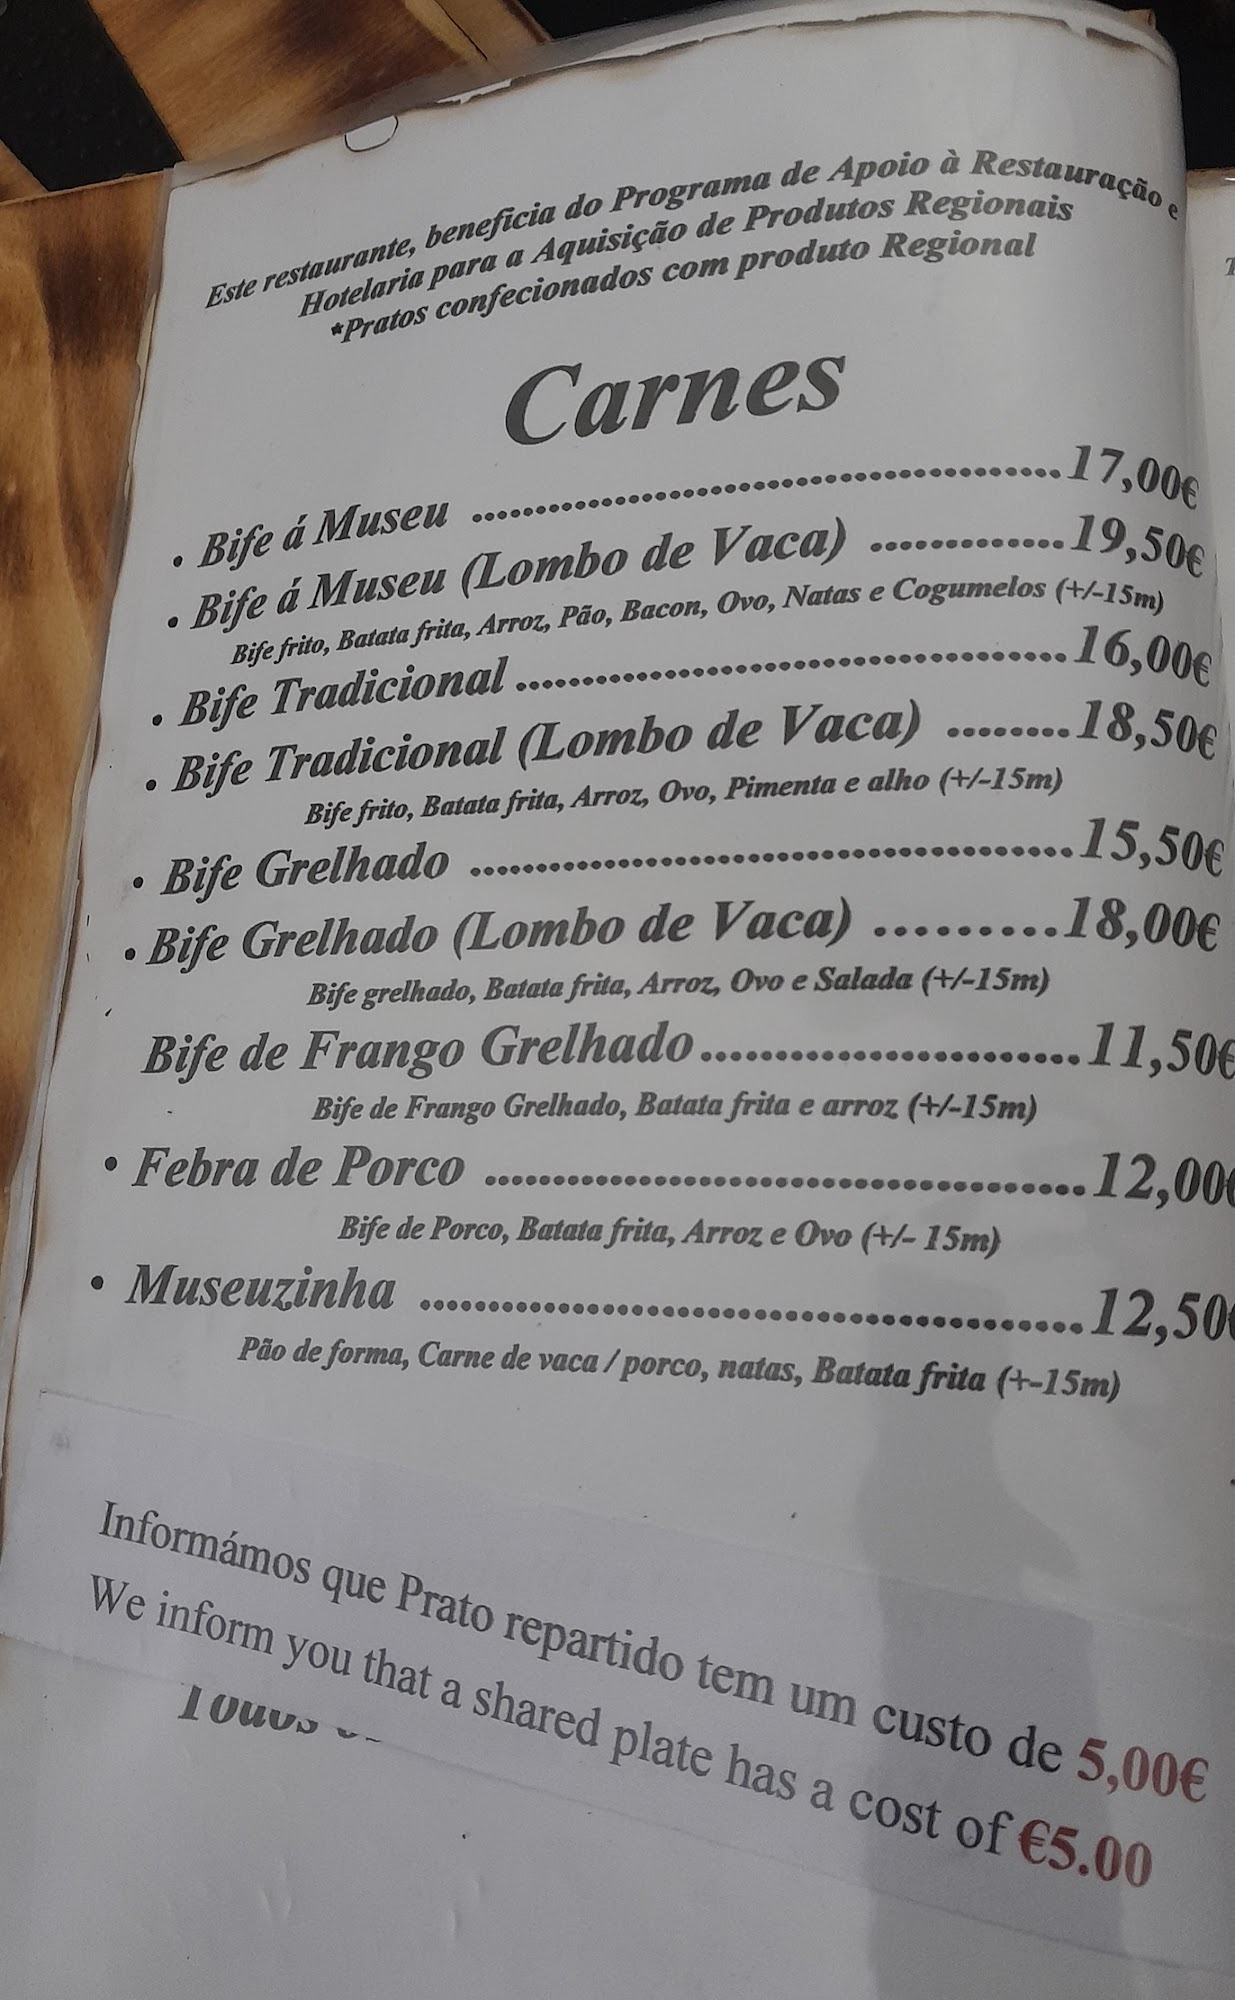 Este restaurante, beneficia do Programa de Apoio à Restauração e
Hotelaria para a Aquisição de Produtos Regionais
*Pratos confecionados com produto Regional
Carnes
• Bife á Museu ........................................17,00€
• Bife á Museu (Lombo de Vaca) .............19,50€
Bife frito, Batata frita, Arroz, Pão, Bacon, Ovo, Natas e Cogumelos (+/-15m)
• Bife Tradicional ........................................16,00€
• Bife Tradicional (Lombo de Vaca) ........18,50€
Bife frito, Batata frita, Arroz, Ovo, Pimenta e alho (+/-15m)
• Bife Grelhado ........................................15,50€
• Bife Grelhado (Lombo de Vaca) .........18,00€
Bife grelhado, Batata frita, Arroz, Ovo e Salada (+/-15m)
Bife de Frango Grelhado........................11,50€
Bife de Frango Grelhado, Batata frita e arroz (+/-15m)
• Febra de Porco ........................................12,00€
Bife de Porco, Batata frita, Arroz e Ovo (+/- 15m)
• Museuzinha ........................................12,50€
Pão de forma, Carne de vaca / porco, natas, Batata frita (+-15m)
Informámos que Prato repartido tem um custo de 5,00€
We inform you that a shared plate has a cost of €5.00
Todos